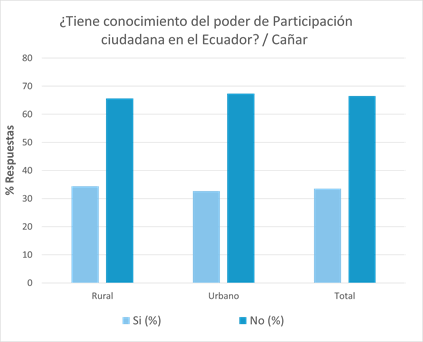 ¿Tiene conocimiento del poder de Participación
ciudadana en el Ecuador? / Cañar
80
70
60
50
40
30
20
10
0
% Respuestas
Rural
Urbano
Total
Si (%)
No (%)